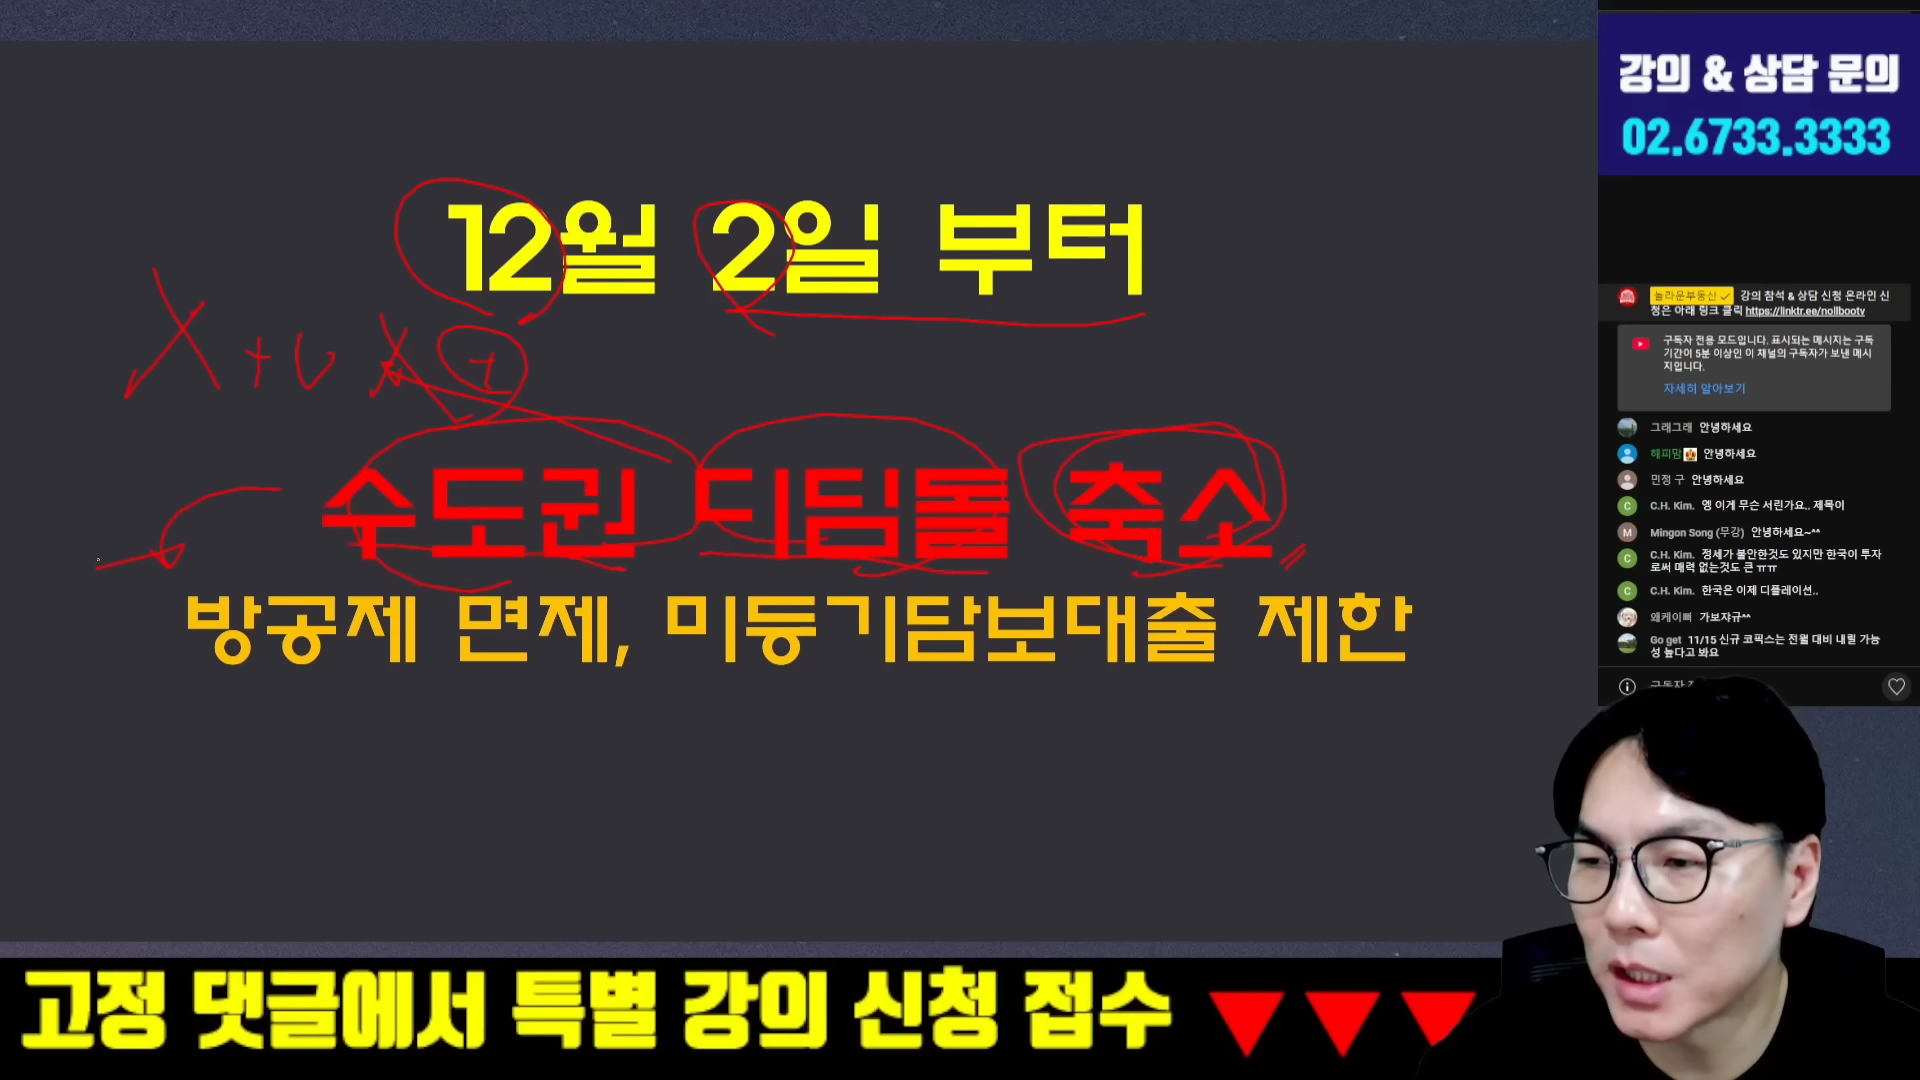 12월 2일 부터
수도권 디딤돌 축소
방공제 면제, 미등기담보대출 제한
고정 댓글에서 특별 강의 신청 접수
강의 & 상담 문의
02.6733.3333
놀라운부동산 강의 참석 & 상담 신청 온라인 신
청은 아래 링크 클릭 https://linktr.ee/nollbootv
구독자 전용 모드입니다. 표시되는 메시지는 구독
기간이 5분 이상인 이 채널의 구독자가 보낸 메시
지입니다.
자세히 알아보기
그래그래 안녕하세요
해피맘 안녕하세요
민정 구 안녕하세요
C.H. Kim. 엥 이게 무슨 서린가요.. 제목이
Mingon Song (무강) 안녕하세요~^^
C.H. Kim. 정세가 불안한것도 있지만 한국이 투자
로써 매력 없는것도 큰 ㅠㅠ
C.H. Kim. 한국은 이제 디플레이션..
왜케이뻐 가보쟈규^^
Go get 11/15 신규 코픽스는 전월 대비 내릴 가능
성 높다고 봐요